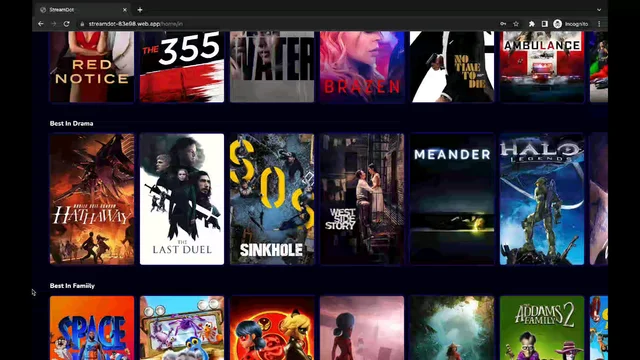 StreamDot
streamdot-83e98.web.app/home/in
Incognito
RED
NOTICE
THE 355
WATER
BRAZEN
NO
TIME TO
DIE
AMBULANCE
Best In Drama
HATHAWAY
THE
LAST DUEL
SOS
SINKHOLE
WEST
SIDE
STORY
MEANDER
HALO
LEGENDS
Best In Family
SPACE
THE
ADDAMS
FAMILY 2